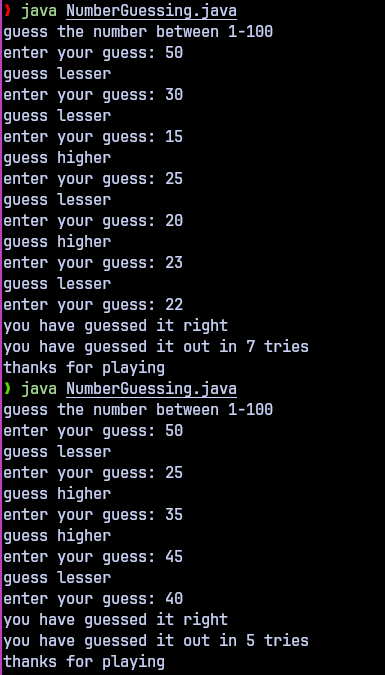 ❯ java NumberGuessing.java
guess the number between 1-100
enter your guess: 50
guess lesser
enter your guess: 30
guess lesser
enter your guess: 15
guess higher
enter your guess: 25
guess lesser
enter your guess: 20
guess higher
enter your guess: 23
guess lesser
enter your guess: 22
you have guessed it right
you have guessed it out in 7 tries
thanks for playing
❯ java NumberGuessing.java
guess the number between 1-100
enter your guess: 50
guess lesser
enter your guess: 25
guess higher
enter your guess: 35
guess higher
enter your guess: 45
guess lesser
enter your guess: 40
you have guessed it right
you have guessed it out in 5 tries
thanks for playing